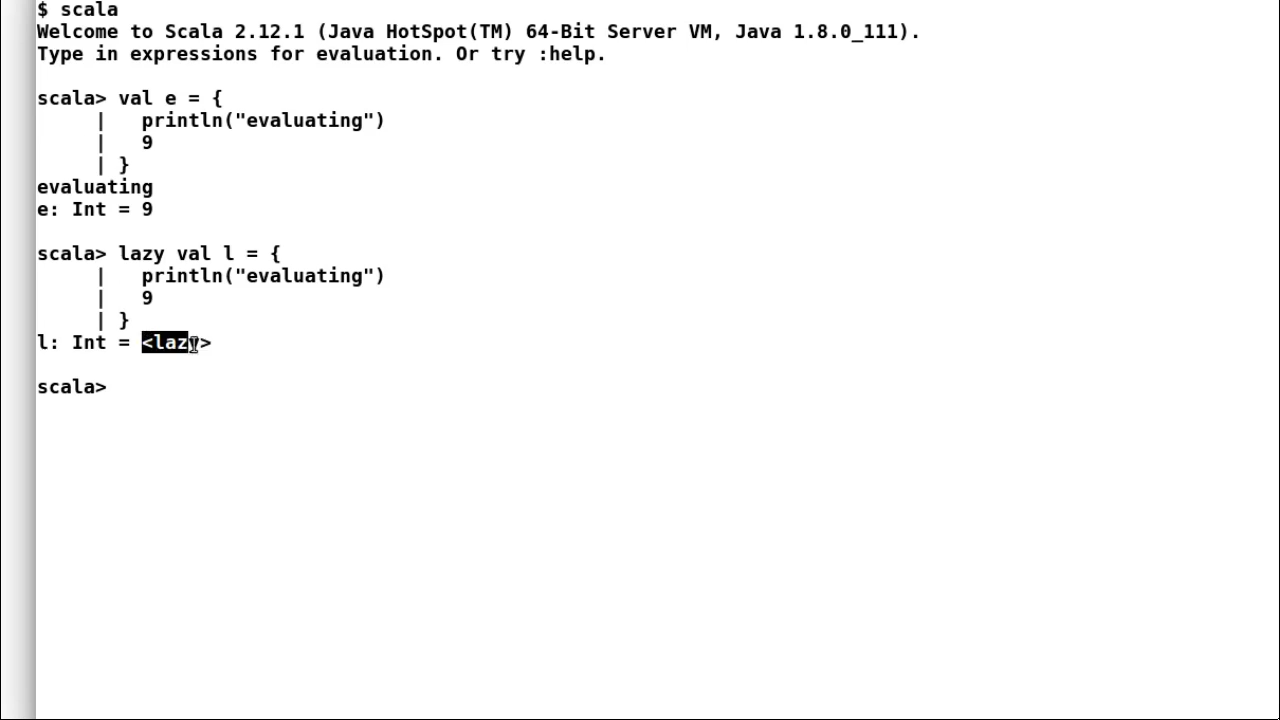 $ scala
Welcome to Scala 2.12.1 (Java HotSpot(TM) 64-Bit Server VM, Java 1.8.0_111).
Type in expressions for evaluation. Or try :help.
scala> val e = {
     |   println("evaluating")
     |   9
     | }
evaluating
e: Int = 9
scala> lazy val l = {
     |   println("evaluating")
     |   9
     | }
l: Int = <lazy>
scala>